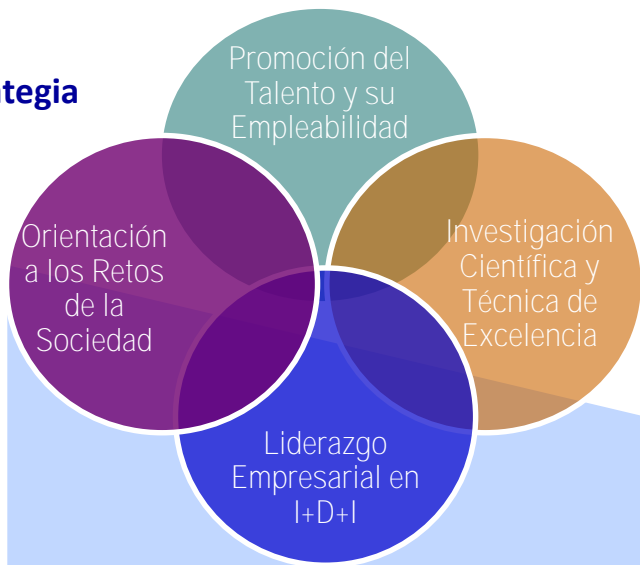 tegia
Promoción del
Talento y su
Empleabilidad
Orientación
a los Retos
de la
Sociedad
Investigación
Científica y
Técnica de
Excelencia
Liderazgo
Empresarial en
I+D+I